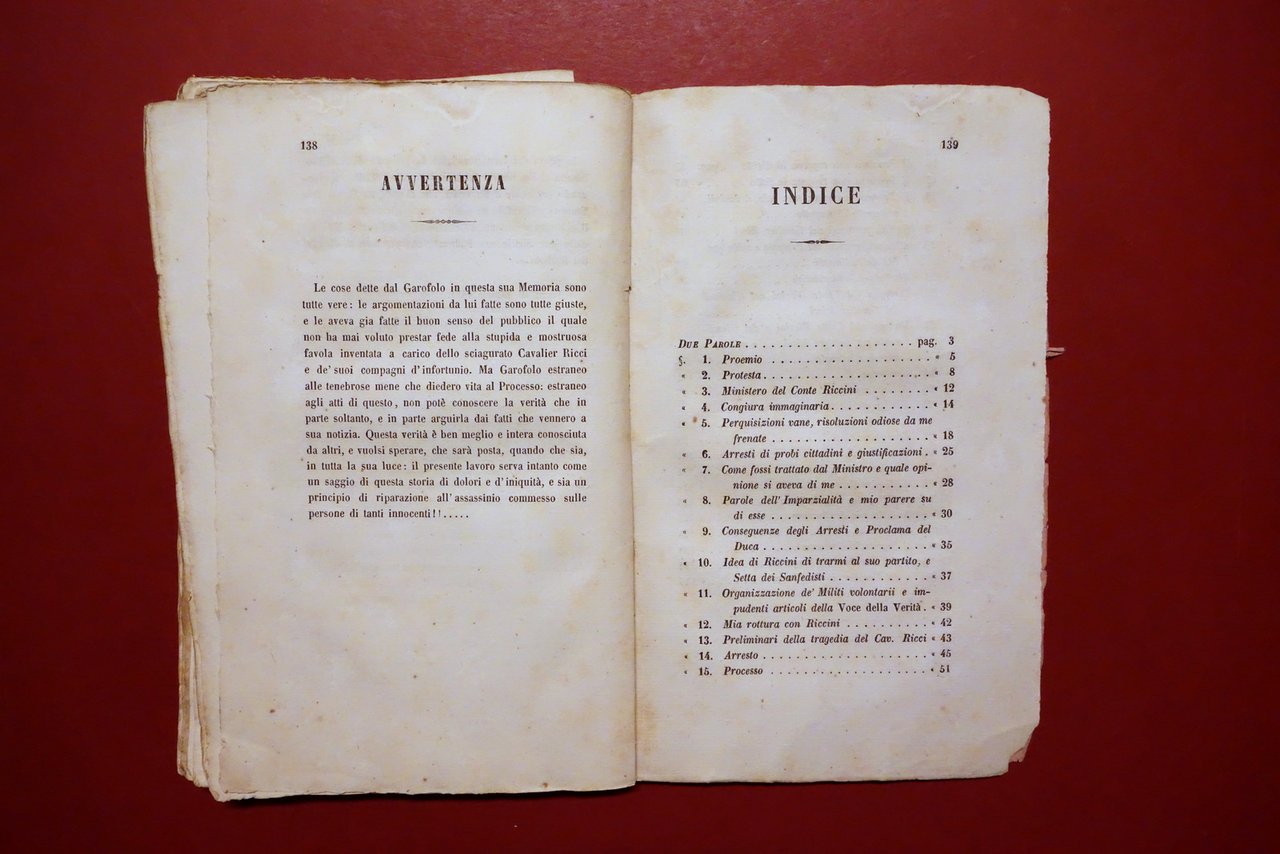 138
AVVERTENZA
Le cose dette dal Garofolo in questa sua Memoria sono
tutte vere: le argomentazioni da lui fatte sono tutte giuste,
e le aveva gia fatte il buon senso del pubblico il quale
non ha mai voluto prestar fede alla stupida e mostruosa
favola inventata a carico dello sciagurato Cavalier Ricci
e de' suoi compagni d'infortunio. Ma Garofolo estraneo
alle tenebrose mene che diedero vita al Processo: estraneo
agli atti di questo, non potè conoscere la verità che in
parte soltanto, e in parte arguirla dai fatti che vennero a
sua notizia. Questa verità è ben meglio e intera conosciuta
da altri, e vuolsi sperare, che sarà posta, quando che sia,
in tutta la sua luce: il presente lavoro serva intanto come
un saggio di questa storia di dolori e d'iniquità, e sia un
principio di riparazione all'assassinio commesso sulle
persone di tanti innocenti!!.....
139
INDICE
DUE PAROLE . . . . . . . . . . . . . . . . . . . . pag. 3
§. 1. Proemio . . . . . . . . . . . . . . . . . . . « 5
« 2. Protesta . . . . . . . . . . . . . . . . . . . « 8
« 3. Ministero del Conte Riccini . . . . . . . . « 12
« 4. Congiura immaginaria . . . . . . . . . . . . « 14
« 5. Perquisizioni vane, risoluzioni odiose da me
frenate . . . . . . . . . . . . . . . . . . « 18
« 6. Arresti di probi cittadini e giustificazioni . « 25
« 7. Come fossi trattato dal Ministro e quale opi-
nione si aveva di me . . . . . . . . . . . « 28
« 8. Parole dell'Imparzialità e mio parere su
di esse . . . . . . . . . . . . . . . . . . « 30
« 9. Conseguenze degli Arresti e Proclama del
Duca . . . . . . . . . . . . . . . . . . . « 35
« 10. Idea di Riccini di trarmi al suo partito, e
Setta dei Sanfedisti . . . . . . . . . . . . « 37
« 11. Organizzazione de' Militi volontarii e im-
pudenti articoli della Voce della Verità . « 39
« 12. Mia rottura con Riccini . . . . . . . . . . « 42
« 13. Preliminari della tragedia del Cav. Ricci « 43
« 14. Arresto . . . . . . . . . . . . . . . . . . . « 45
« 15. Processo . . . . . . . . . . . . . . . . . . « 51